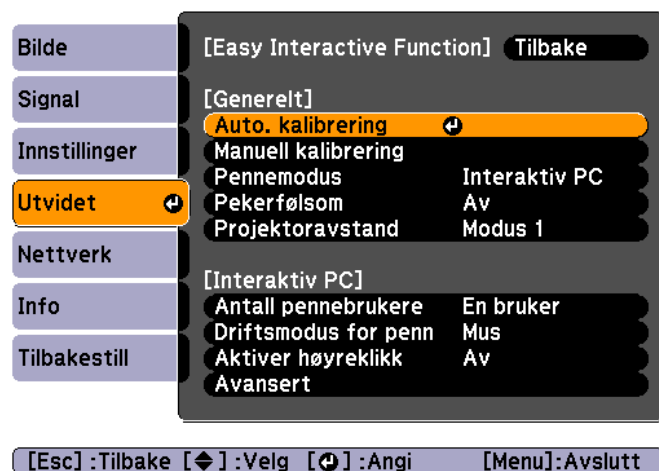 Bilde
Signal
Innstillinger
Utvidet
Nettverk
Info
Tilbakestill
[Easy Interactive Function] Tilbake
[Generelt]
Auto. kalibrering
Manuell kalibrering
Pennemodus Interaktiv PC
Pekerfølsom Av
Projektoravstand Modus 1
[Interaktiv PC]
Antall pennebrukere En bruker
Driftsmodus for penn Mus
Aktiver høyreklikk Av
Avansert
[Esc] :Tilbake [◆] :Velg [⏎] :Angi [Menu]:Avslutt